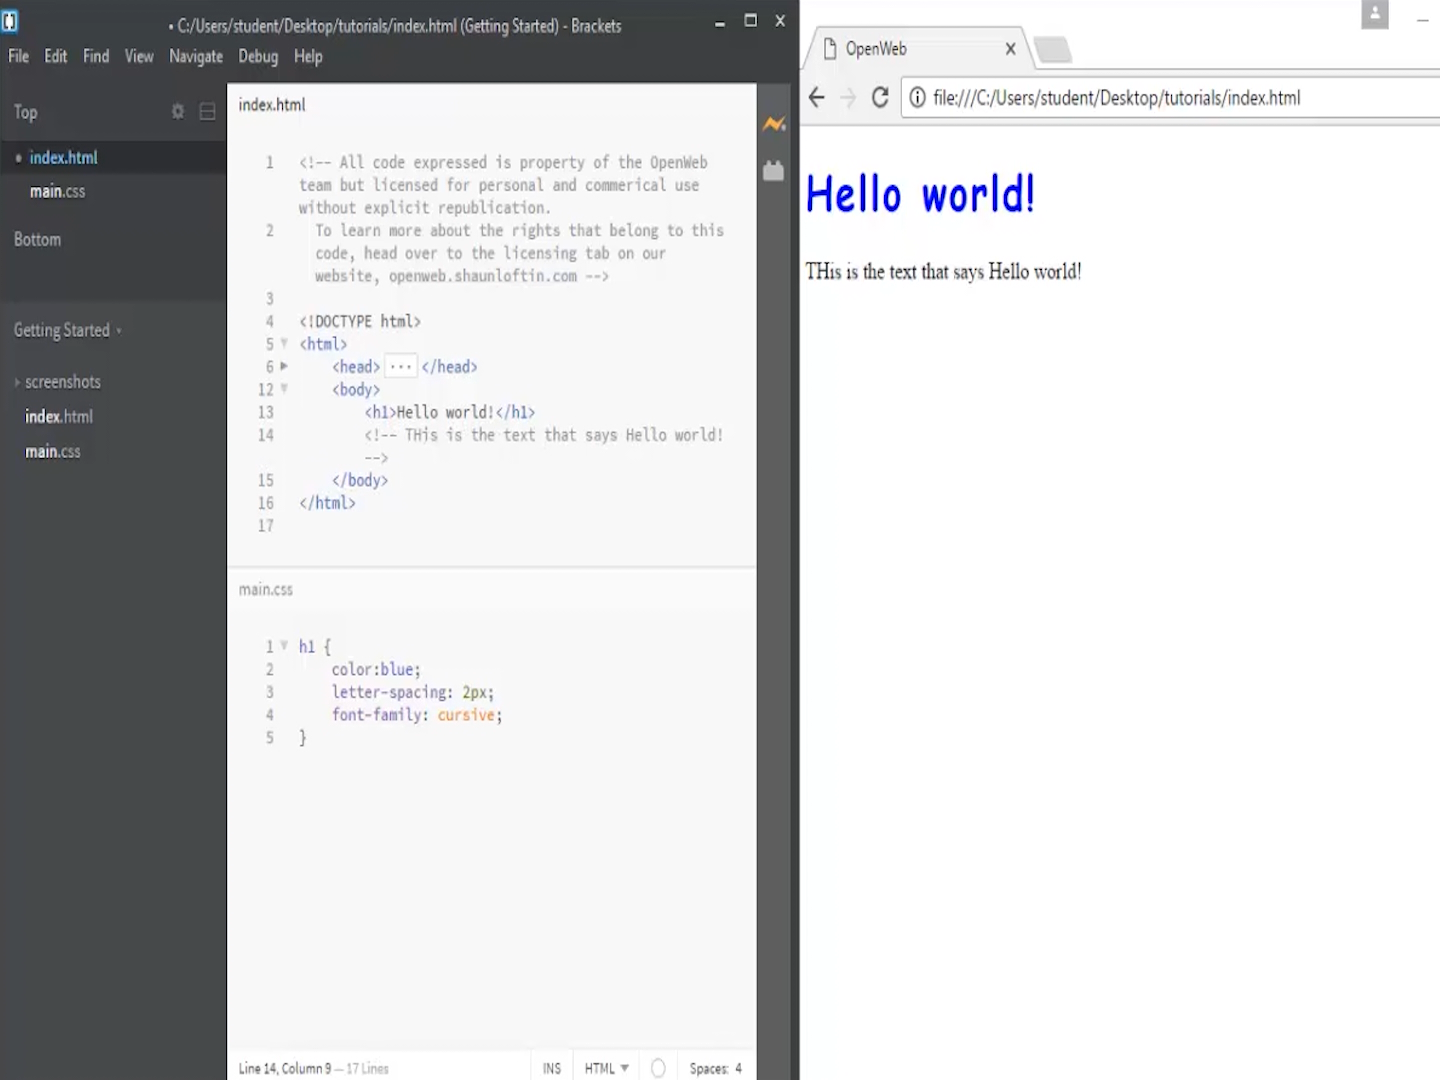 • C:/Users/student/Desktop/tutorials/index.html (Getting Started) - Brackets
File Edit Find View Navigate Debug Help
Top
• index.html
main.css
Bottom
Getting Started
screenshots
index.html
main.css
index.html
1 <!-- All code expressed is property of the OpenWeb
team but licensed for personal and commerical use
without explicit republication.
2 To learn more about the rights that belong to this
code, head over to the licensing tab on our
website, openweb.shaunloftin.com -->
3
4 <!DOCTYPE html>
5 <html>
6 <head> ... </head>
12 <body>
13 <h1>Hello world!</h1>
14 <!-- THis is the text that says Hello world!
-->
15 </body>
16 </html>
17
main.css
1 h1 {
2 color:blue;
3 letter-spacing: 2px;
4 font-family: cursive;
5 }
Line 14, Column 9 — 17 Lines INS HTML Spaces: 4
OpenWeb
file:///C:/Users/student/Desktop/tutorials/index.html
Hello world!
THis is the text that says Hello world!